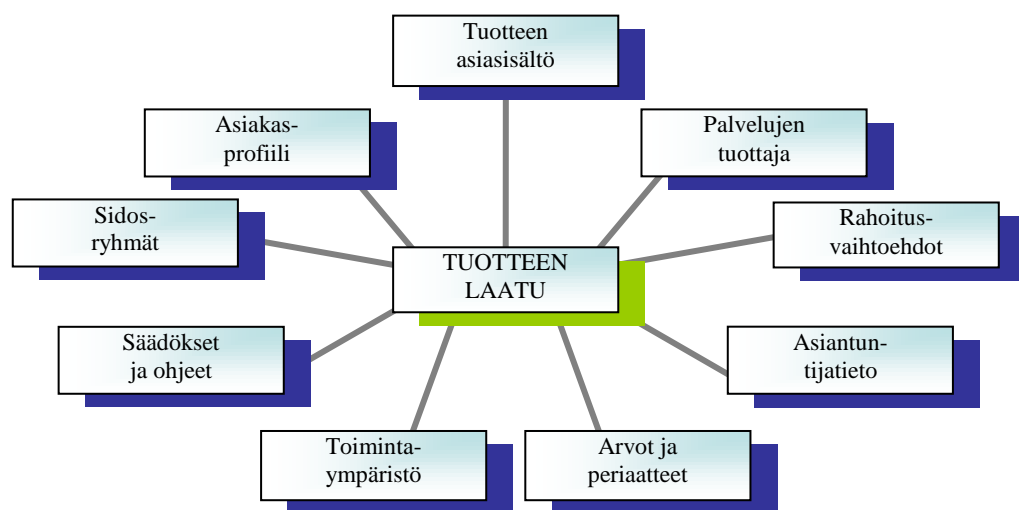 Tuotteen
asiasisältö
Asiakas-
profiili
Palvelujen
tuottaja
Sidos-
ryhmät
Rahoitus-
vaihtoehdot
TUOTTEEN
LAATU
Säädökset
ja ohjeet
Asiantun-
tijatieto
Toiminta-
ympäristö
Arvot ja
periaatteet